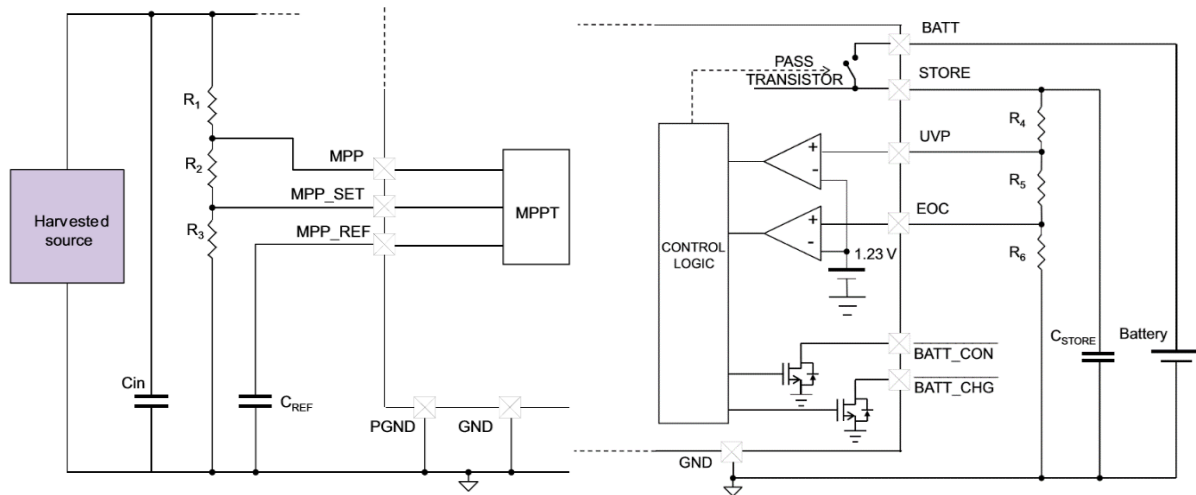 R1
R2
R3
MPP
MPP_SET
MPP_REF
MPPT
Harvested
source
Cin
CREF
PGND
GND
BATT
PASS
TRANSISTOR
STORE
R4
UVP
+
-
R5
EOC
+
-
CONTROL
LOGIC
1.23 V
R6
BATT_CON
BATT_CHG
CSTORE
Battery
GND